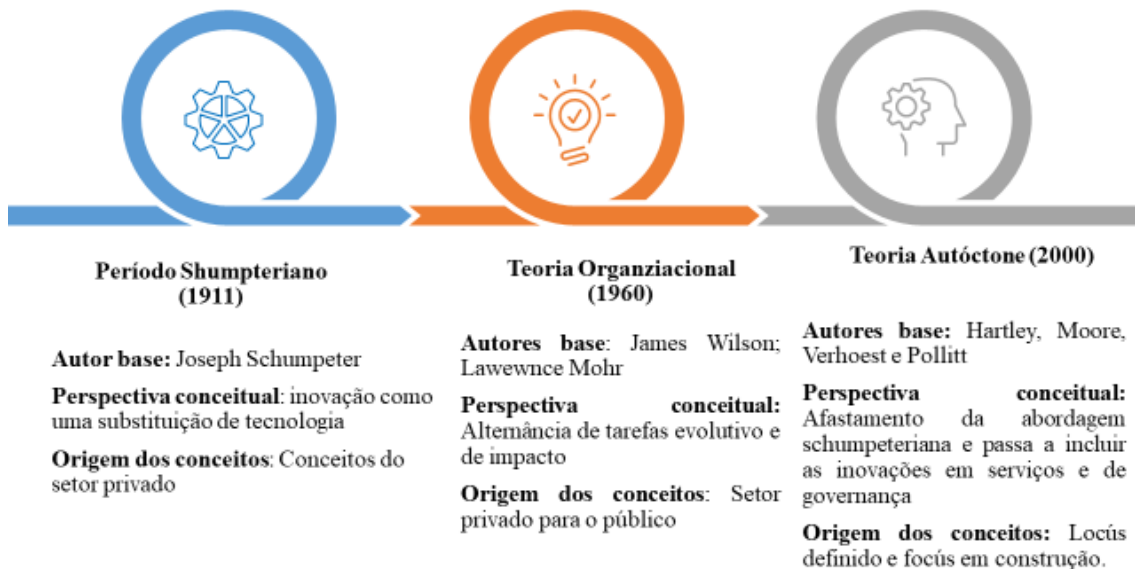 Período Shumpteriano
(1911)
Autor base: Joseph Schumpeter
Perspectiva conceitual: inovação como
uma substituição de tecnologia
Origem dos conceitos: Conceitos do
setor privado
Teoria Organziacional
(1960)
Autores base: James Wilson;
Lawewnce Mohr
Perspectiva conceitual:
Alternância de tarefas evolutivo e
de impacto
Origem dos conceitos: Setor
privado para o público
Teoria Autóctone (2000)
Autores base: Hartley, Moore,
Verhoest e Pollitt
Perspectiva conceitual:
Afastamento da abordagem
schumpeteriana e passa a incluir
as inovações em serviços e de
governança
Origem dos conceitos: Locús
definido e focús em construção.